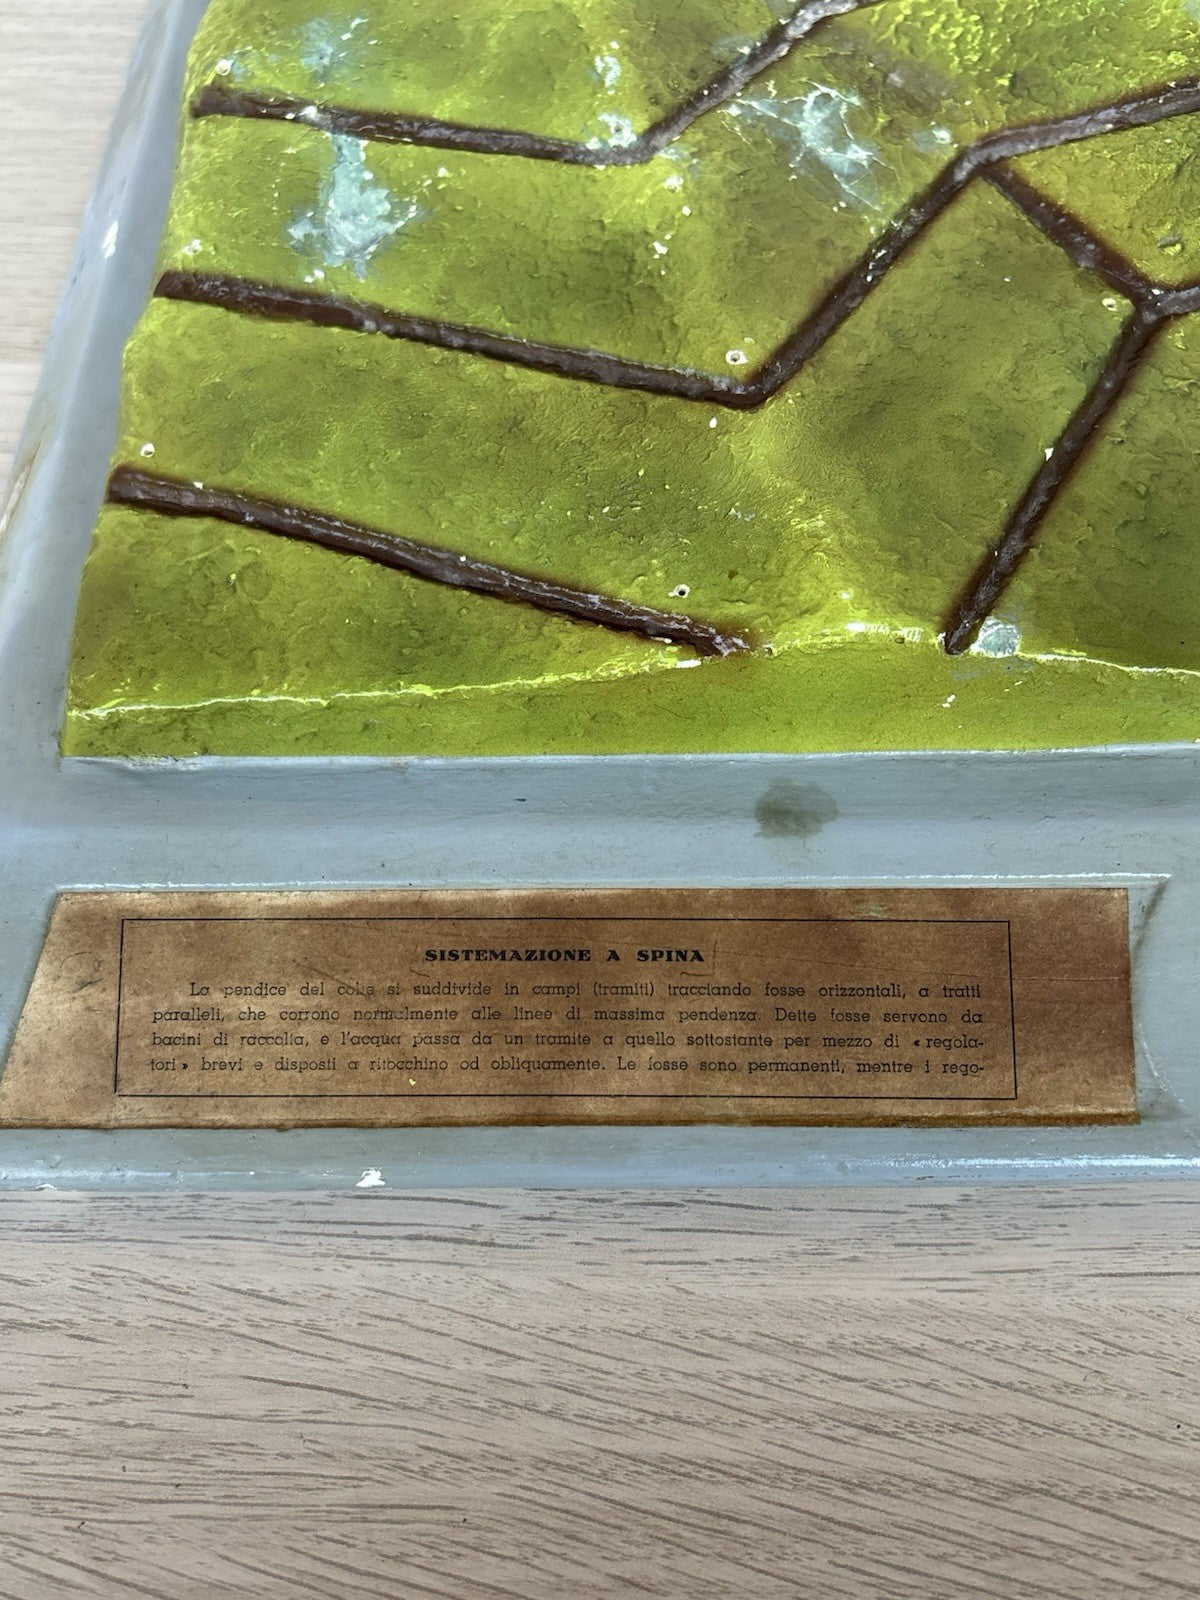 SISTEMAZIONE A SPINA
La pendice del colle si suddivide in campi (tramiti) tracciando fosse orizzontali, a tratti
paralleli, che corrono normalmente alle linee di massima pendenza. Dette fosse servono da
bacini di raccolta, e l'acqua passa da un tramite a quello sottostante per mezzo di « regola-
tori » brevi e disposti a ritocchino od obliquamente. Le fosse sono permanenti, mentre i rego-